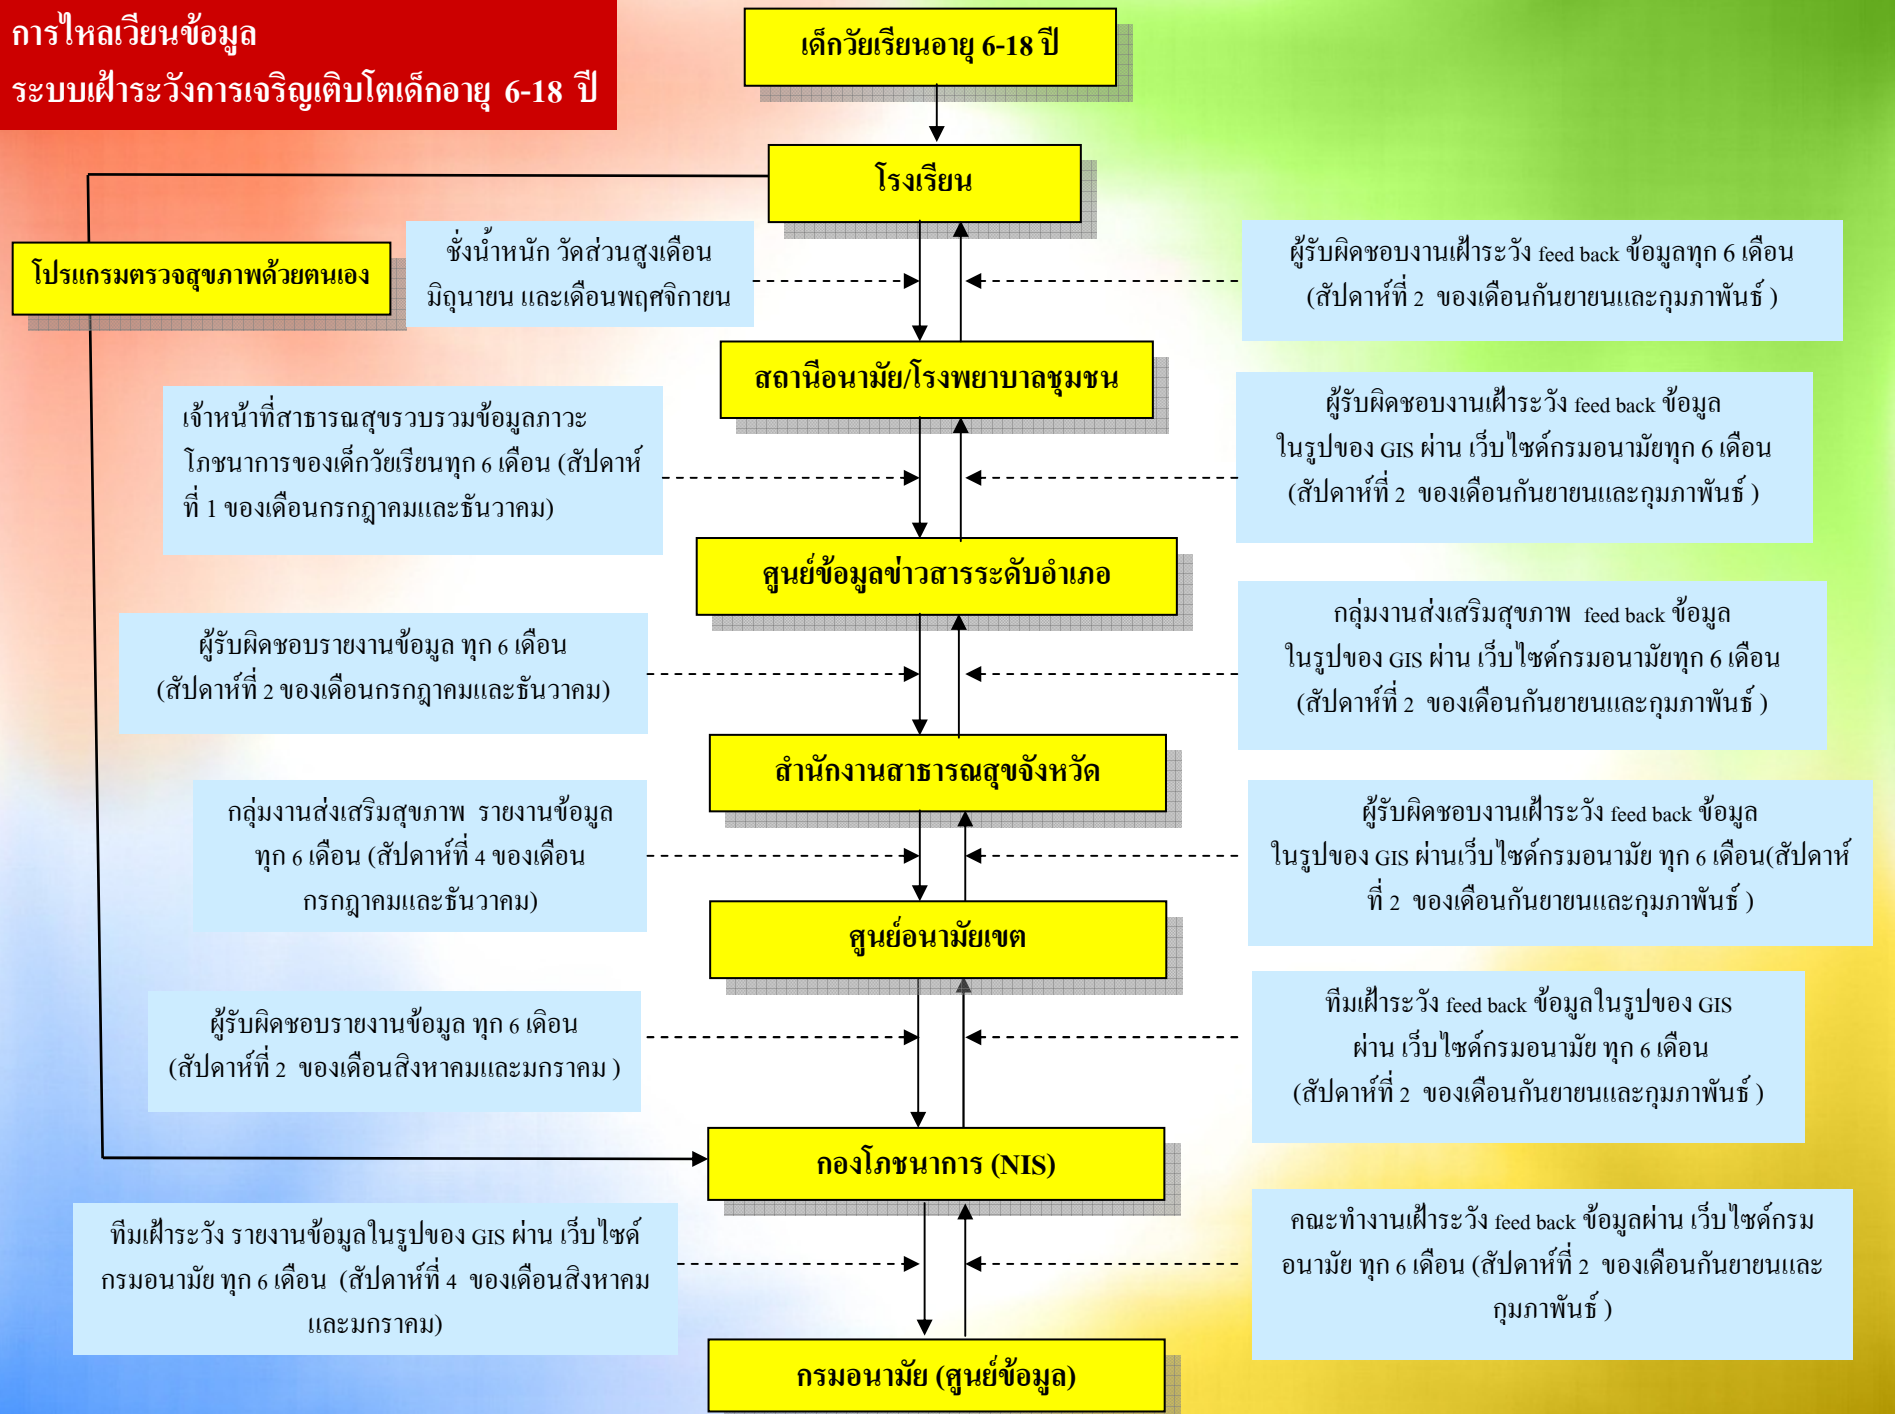 การไหลเวียนข้อมูล
ระบบเฝ้าระวังการเจริญเติบโตเด็กอายุ 6-18 ปี
เด็กวัยเรียนอายุ 6-18 ปี
โรงเรียน
โปรแกรมตรวจสุขภาพด้วยตนเอง
ชั่งน้ำหนัก วัดส่วนสูงเดือน
มิถุนายน และเดือนพฤศจิกายน
ผู้รับผิดชอบงานเฝ้าระวัง feed back ข้อมูลทุก 6 เดือน
(สัปดาห์ที่ 2 ของเดือนกันยายนและกุมภาพันธ์ )
สถานีอนามัย/โรงพยาบาลชุมชน
เจ้าหน้าที่สาธารณสุขรวบรวมข้อมูลภาวะ
โภชนาการของเด็กวัยเรียนทุก 6 เดือน (สัปดาห์
ที่ 1 ของเดือนกรกฎาคมและธันวาคม)
ผู้รับผิดชอบงานเฝ้าระวัง feed back ข้อมูล
ในรูปของ GIS ผ่าน เว็บไซด์กรมอนามัยทุก 6 เดือน
(สัปดาห์ที่ 2 ของเดือนกันยายนและกุมภาพันธ์ )
ศูนย์ข้อมูลข่าวสารระดับอำเภอ
ผู้รับผิดชอบรายงานข้อมูล ทุก 6 เดือน
(สัปดาห์ที่ 2 ของเดือนกรกฎาคมและธันวาคม)
กลุ่มงานส่งเสริมสุขภาพ feed back ข้อมูล
ในรูปของ GIS ผ่าน เว็บไซด์กรมอนามัยทุก 6 เดือน
(สัปดาห์ที่ 2 ของเดือนกันยายนและกุมภาพันธ์ )
สำนักงานสาธารณสุขจังหวัด
กลุ่มงานส่งเสริมสุขภาพ รายงานข้อมูล
ทุก 6 เดือน (สัปดาห์ที่ 4 ของเดือน
กรกฎาคมและธันวาคม)
ผู้รับผิดชอบงานเฝ้าระวัง feed back ข้อมูล
ในรูปของ GIS ผ่านเว็บไซด์กรมอนามัย ทุก 6 เดือน(สัปดาห์
ที่ 2 ของเดือนกันยายนและกุมภาพันธ์ )
ศูนย์อนามัยเขต
ผู้รับผิดชอบรายงานข้อมูล ทุก 6 เดิอน
(สัปดาห์ที่ 2 ของเดือนสิงหาคมและมกราคม )
ทีมเฝ้าระวัง feed back ข้อมูลในรูปของ GIS
ผ่าน เว็บไซด์กรมอนามัย ทุก 6 เดือน
(สัปดาห์ที่ 2 ของเดือนกันยายนและกุมภาพันธ์ )
กองโภชนาการ (NIS)
ทีมเฝ้าระวัง รายงานข้อมูลในรูปของ GIS ผ่าน เว็บไซด์
กรมอนามัย ทุก 6 เดือน (สัปดาห์ที่ 4 ของเดือนสิงหาคม
และมกราคม)
คณะทำงานเฝ้าระวัง feed back ข้อมูลผ่าน เว็บไซด์กรม
อนามัย ทุก 6 เดือน (สัปดาห์ที่ 2 ของเดือนกันยายนและ
กุมภาพันธ์ )
กรมอนามัย (ศูนย์ข้อมูล)